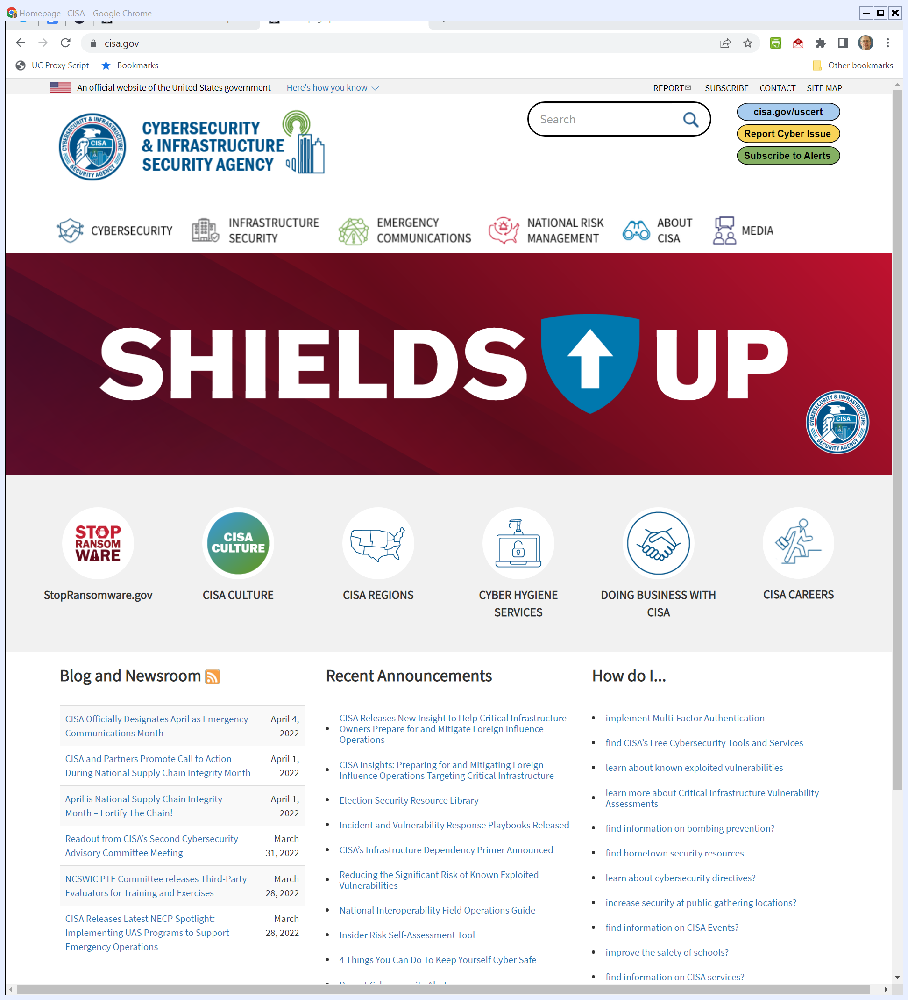 Homepage | CISA - Google Chrome
cisa.gov
UC Proxy Script
Bookmarks
Other bookmarks
An official website of the United States government
Here's how you know
REPORT
SUBSCRIBE
CONTACT
SITE MAP
CYBERSECURITY & INFRASTRUCTURE
CISA
SECURITY AGENCY
CYBERSECURITY
& INFRASTRUCTURE
SECURITY AGENCY
Search
cisa.gov/uscert
Report Cyber Issue
Subscribe to Alerts
CYBERSECURITY
INFRASTRUCTURE
SECURITY
EMERGENCY
COMMUNICATIONS
NATIONAL RISK
MANAGEMENT
ABOUT
CISA
MEDIA
SHIELDS UP
CYBERSECURITY & INFRASTRUCTURE
CISA
SECURITY AGENCY
STOP
RANSOM
WARE
StopRansomware.gov
CISA
CULTURE
CISA CULTURE
CISA REGIONS
CYBER HYGIENE
SERVICES
DOING BUSINESS WITH
CISA
CISA CAREERS
Blog and Newsroom
CISA Officially Designates April as Emergency
Communications Month
April 4,
2022
CISA and Partners Promote Call to Action
During National Supply Chain Integrity Month
April 1,
2022
April is National Supply Chain Integrity
Month – Fortify The Chain!
April 1,
2022
Readout from CISA’s Second Cybersecurity
Advisory Committee Meeting
March
31, 2022
NCSWIC PTE Committee releases Third-Party
Evaluators for Training and Exercises
March
28, 2022
CISA Releases Latest NECP Spotlight:
Implementing UAS Programs to Support
Emergency Operations
March
28, 2022
Recent Announcements
CISA Releases New Insight to Help Critical Infrastructure
Owners Prepare for and Mitigate Foreign Influence
Operations
CISA Insights: Preparing for and Mitigating Foreign
Influence Operations Targeting Critical Infrastructure
Election Security Resource Library
Incident and Vulnerability Response Playbooks Released
CISA’s Infrastructure Dependency Primer Announced
Reducing the Significant Risk of Known Exploited
Vulnerabilities
National Interoperability Field Operations Guide
Insider Risk Self-Assessment Tool
4 Things You Can Do To Keep Yourself Cyber Safe
How do I...
implement Multi-Factor Authentication
find CISA’s Free Cybersecurity Tools and Services
learn about known exploited vulnerabilities
learn more about Critical Infrastructure Vulnerability
Assessments
find information on bombing prevention?
find hometown security resources
learn about cybersecurity directives?
increase security at public gathering locations?
find information on CISA Events?
improve the safety of schools?
find information on CISA services?